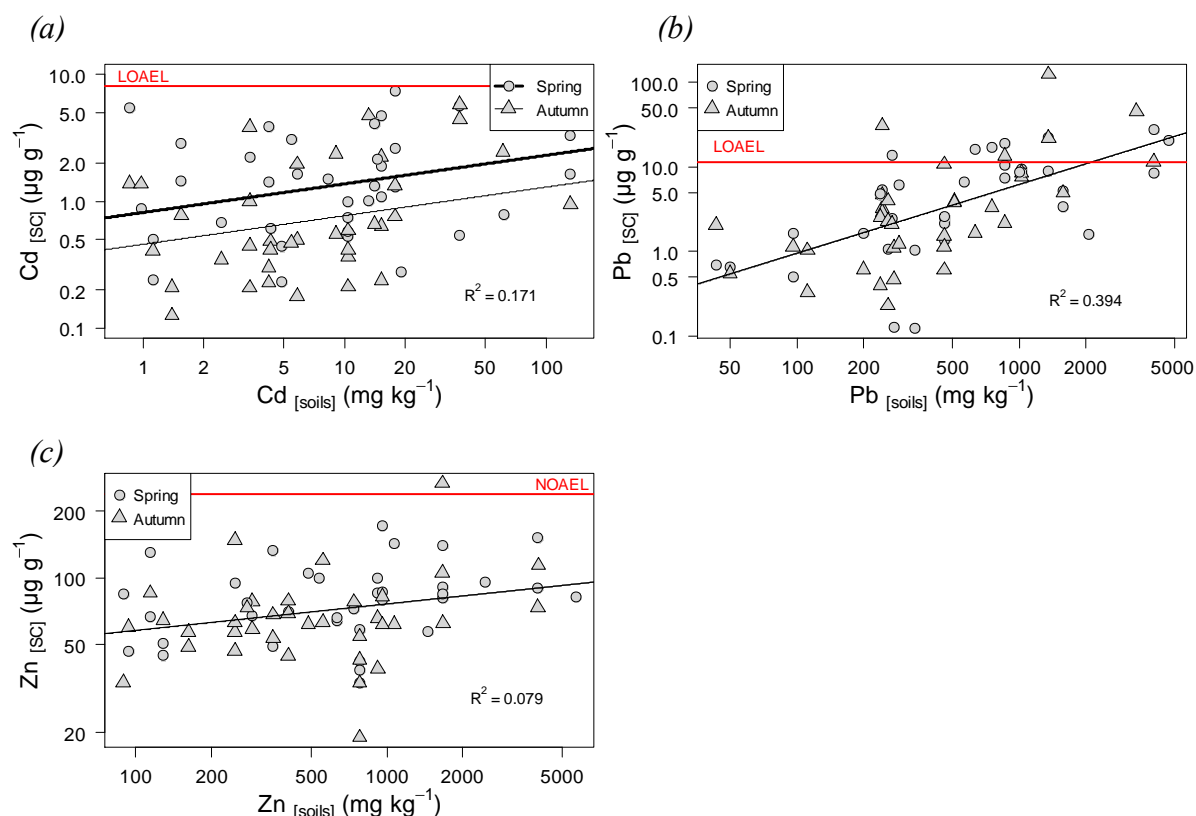 (a)
LOAEL
Spring
Autumn
10.0
5.0
2.0
1.0
0.5
0.2
0.1
Cd [SC] (µg g⁻¹)
R² = 0.171
1 2 5 10 20 50 100
Cd [soils] (mg kg⁻¹)
(b)
Spring
Autumn
LOAEL
100.0
50.0
10.0
5.0
1.0
0.5
0.1
Pb [SC] (µg g⁻¹)
R² = 0.394
50 100 200 500 1000 2000 5000
Pb [soils] (mg kg⁻¹)
(c)
Spring
Autumn
NOAEL
200
100
50
20
Zn [SC] (µg g⁻¹)
R² = 0.079
100 200 500 1000 2000 5000
Zn [soils] (mg kg⁻¹)